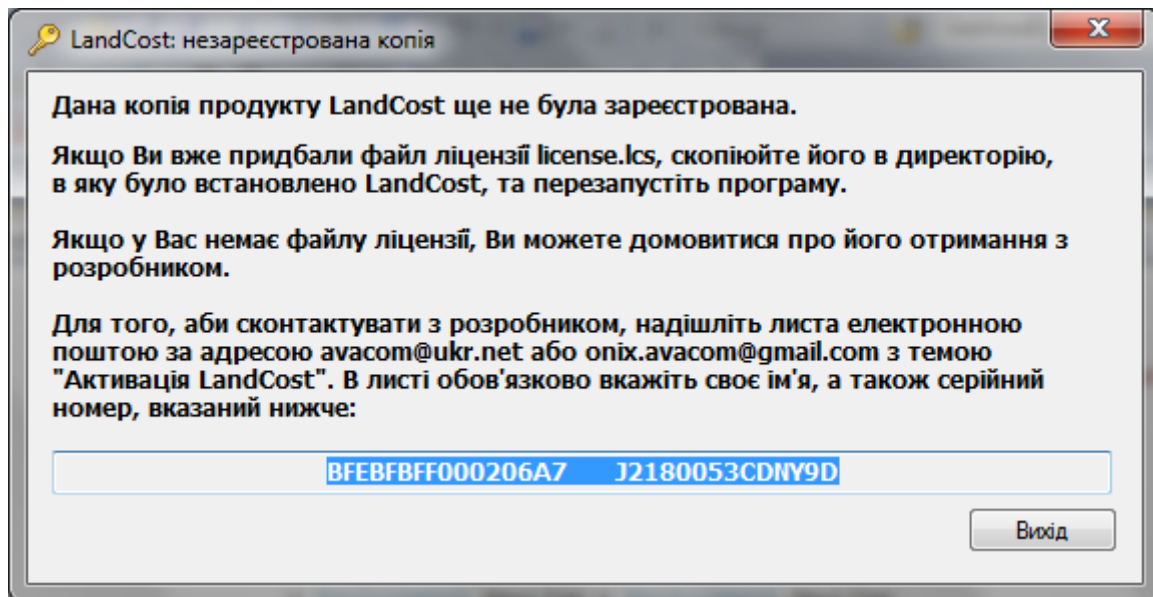 LandCost: незареєстрована копія
Дана копія продукту LandCost ще не була зареєстрована.
Якщо Ви вже придбали файл ліцензії license.lcs, скопіюйте його в директорію,
в яку було встановлено LandCost, та перезапустіть програму.
Якщо у Вас немає файлу ліцензії, Ви можете домовитися про його отримання з
розробником.
Для того, аби сконтактувати з розробником, надішліть листа електронною
поштою за адресою avacom@ukr.net або onix.avacom@gmail.com з темою
"Активація LandCost". В листі обов'язково вкажіть своє ім'я, а також серійний
номер, вказаний нижче:
BFEBFBFF000206A7 J2180053CDNY9D
Вихід